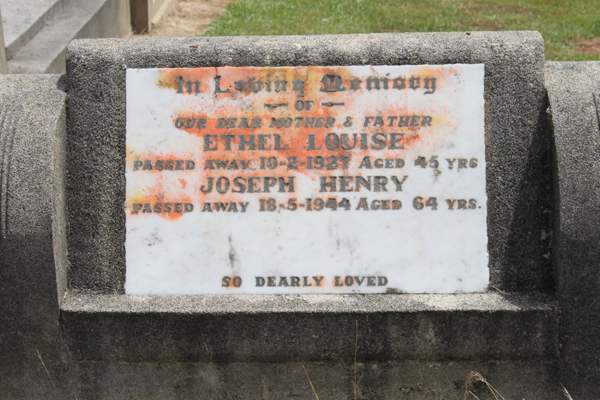 In Loving Memory
OF
OUR DEAR MOTHER & FATHER
ETHEL LOUISE
PASSED AWAY 10-2-1927 AGED 45 YRS
JOSEPH HENRY
PASSED AWAY 18-5-1944 AGED 64 YRS.
SO DEARLY LOVED